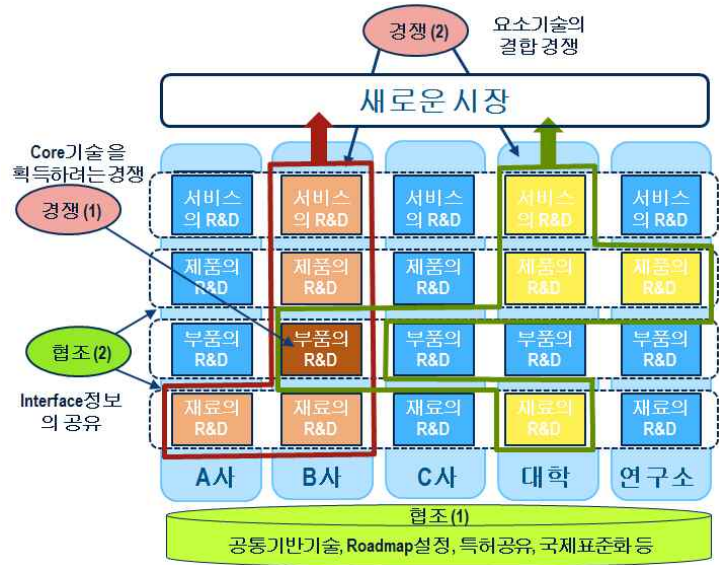 경쟁(2)
요소기술의
결합 경쟁
새로운 시장
Core기술을
획득하려는 경쟁
경쟁(1)
서비스
의 R&D
서비스
의 R&D
서비스
의 R&D
서비스
의 R&D
서비스
의 R&D
제품의
R&D
제품의
R&D
제품의
R&D
제품의
R&D
제품의
R&D
협조(2)
Interface정보
의 공유
부품의
R&D
부품의
R&D
부품의
R&D
부품의
R&D
부품의
R&D
재료의
R&D
재료의
R&D
재료의
R&D
재료의
R&D
재료의
R&D
A사
B사
C사
대학
연구소
협조(1)
공통기반기술, Roadmap설정, 특허공유, 국제표준화 등